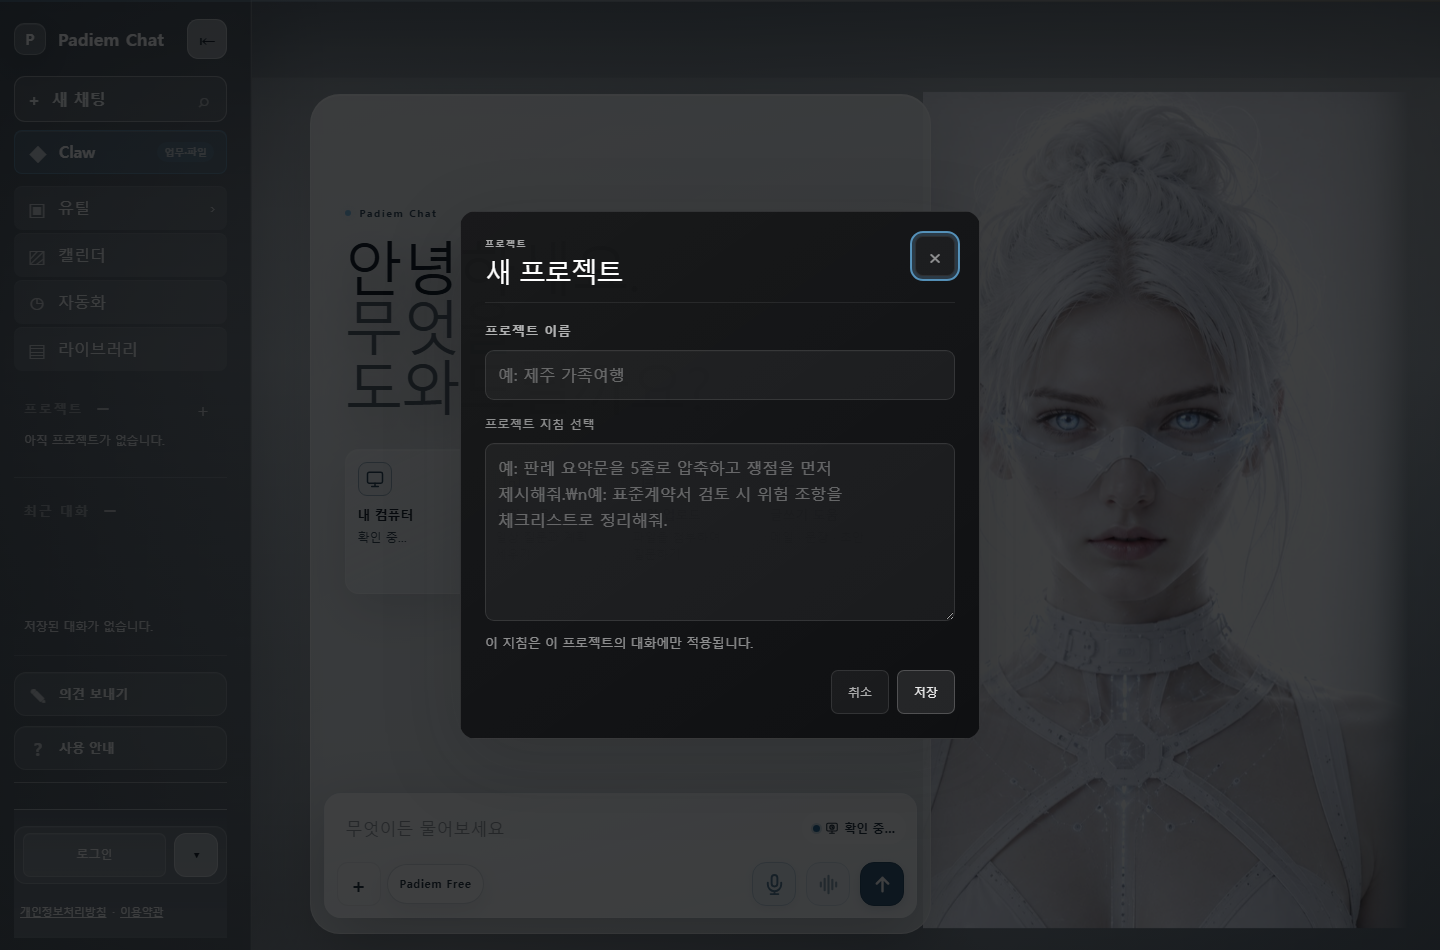 P Padiem Chat
+ 새 채팅
Claw 업무·파일
유틸
캘린더
자동화
라이브러리
프로젝트
아직 프로젝트가 없습니다.
최근 대화
저장된 대화가 없습니다.
의견 보내기
? 사용 안내
로그인
개인정보처리방침 · 이용약관
Padiem Chat
안녕
무엇
도와
내 컴퓨터
확인 중...
프로젝트
새 프로젝트
×
프로젝트 이름
예: 제주 가족여행
프로젝트 지침 선택
예: 판례 요약문을 5줄로 압축하고 쟁점을 먼저
제시해줘.₩n예: 표준계약서 검토 시 위험 조항을
체크리스트로 정리해줘.
이 지침은 이 프로젝트의 대화에만 적용됩니다.
취소 저장
무엇이든 물어보세요
확인 중...
+ Padiem Free